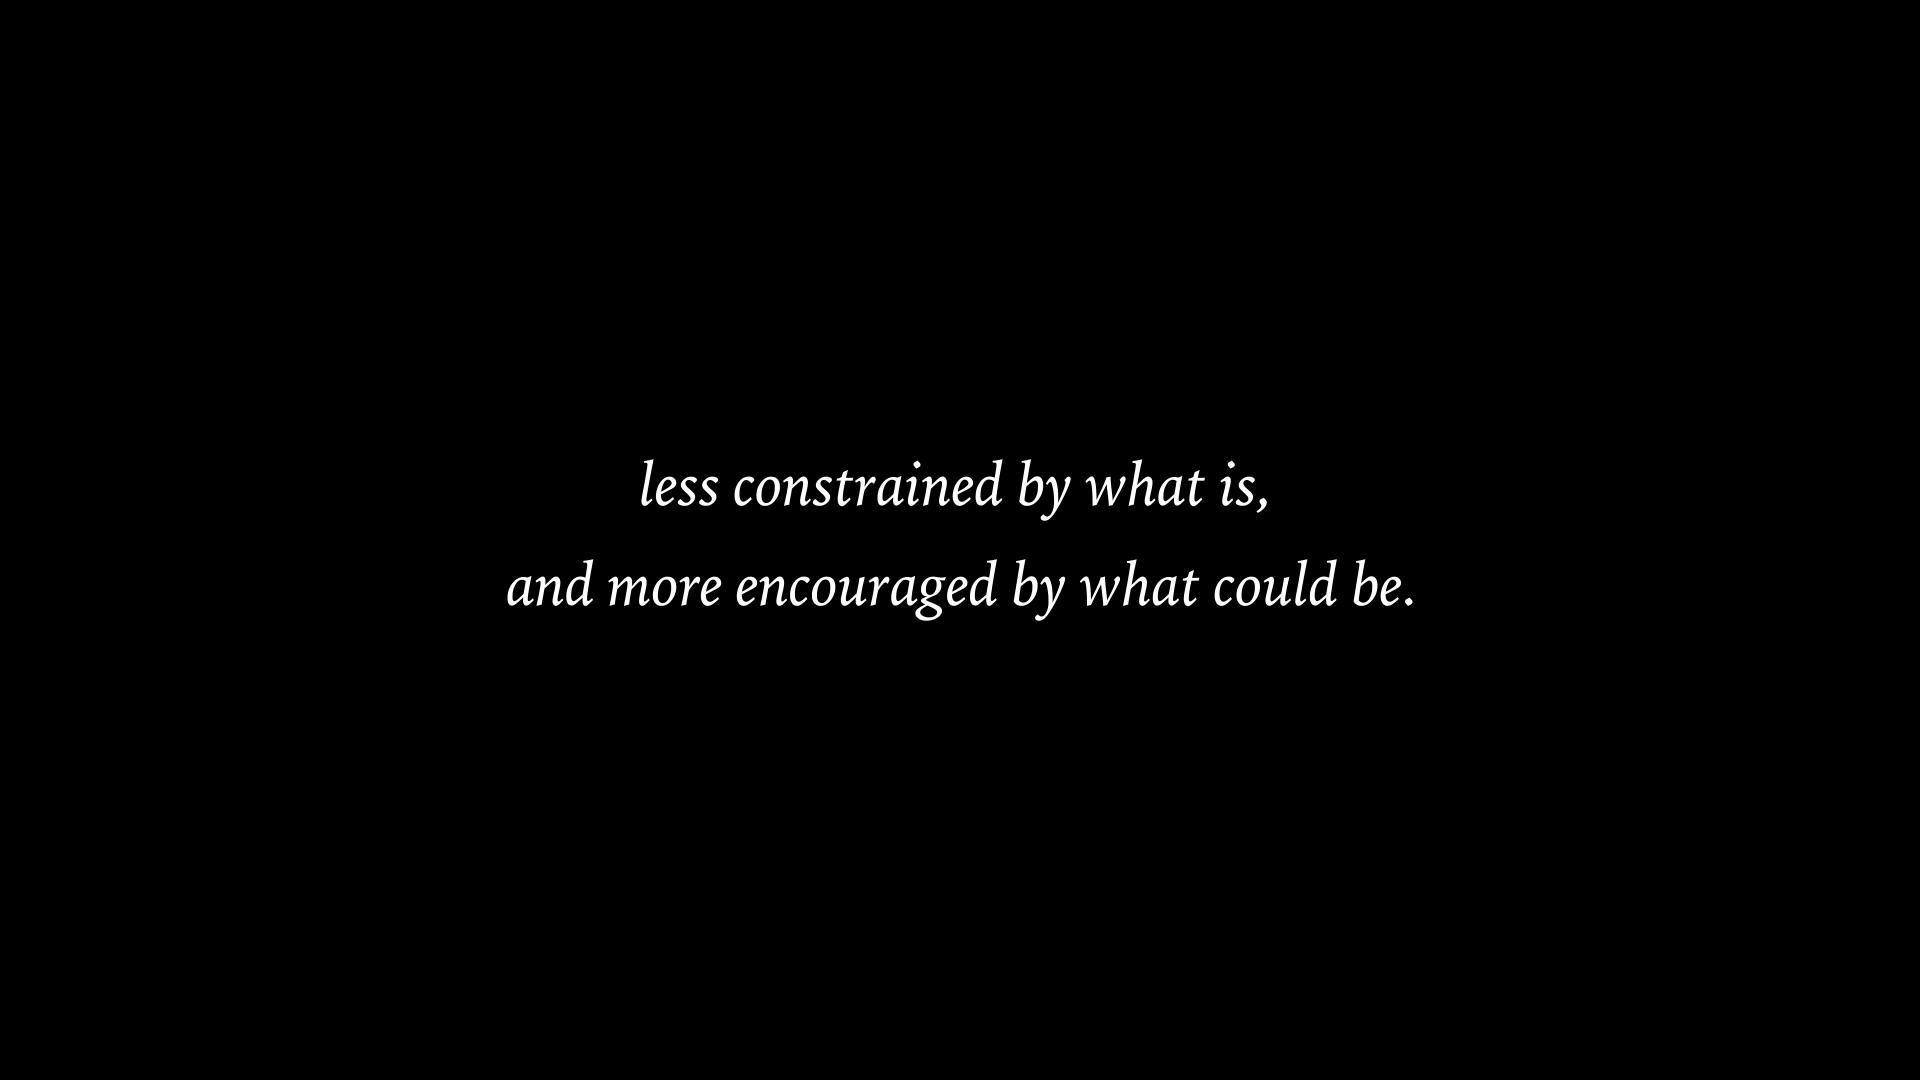 less constrained by what is,
and more encouraged by what could be.